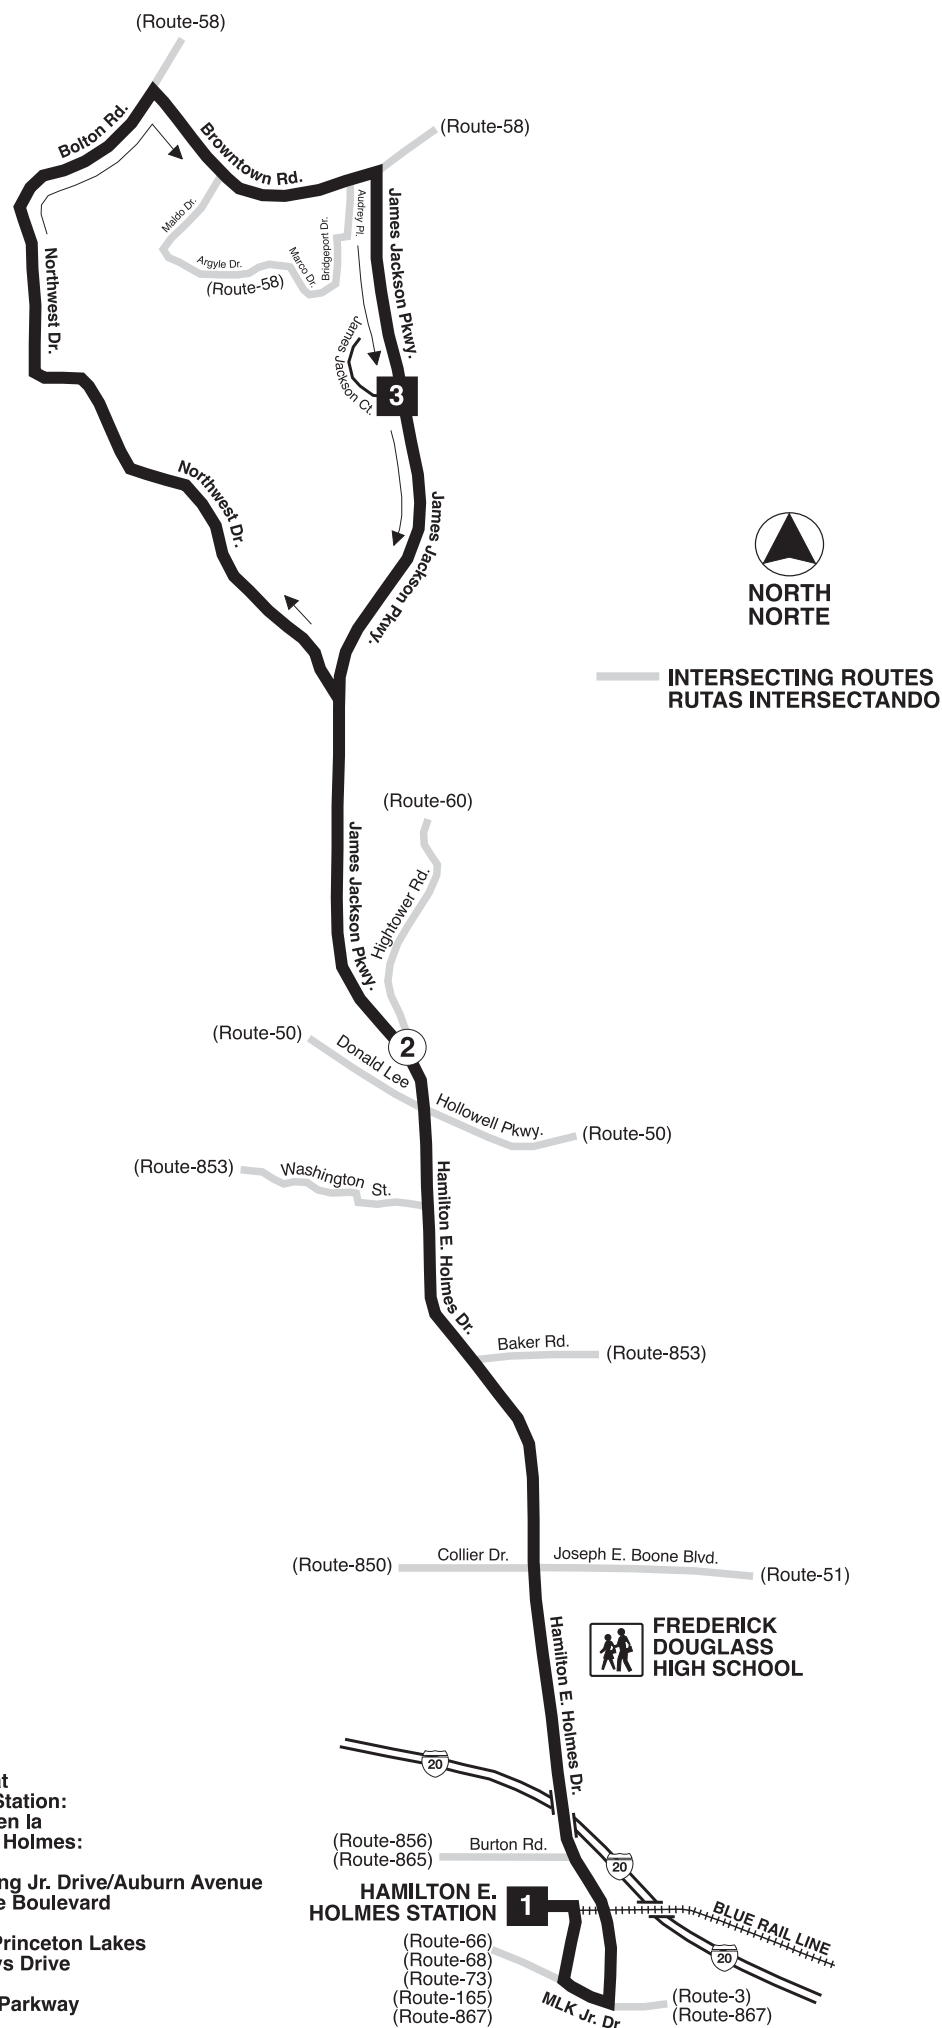 (Route-58)
Bolton Rd.
Browntown Rd.
(Route-58)
Maldo Dr.
Audrey Pl.
James Jackson Pkwy.
Bridgeport Dr.
Argyle Dr.
Marco Dr.
(Route-58)
Northwest Dr.
James Jackson Ct.
3
Northwest Dr.
James Jackson Pkwy.
NORTH
NORTE
INTERSECTING ROUTES
RUTAS INTERSECTANDO
(Route-60)
James Jackson Pkwy.
Hightower Rd.
(Route-50)
2
Donald Lee
Hollowell Pkwy.
(Route-50)
(Route-853)
Washington St.
Hamilton E. Holmes Dr.
Baker Rd.
(Route-853)
Collier Dr.
Joseph E. Boone Blvd.
(Route-850)
(Route-51)
Hamilton E. Holmes Dr.
FREDERICK
DOUGLASS
HIGH SCHOOL
20
Station:
en la
Holmes:
(Route-856)
(Route-865)
Burton Rd.
20
ng Jr. Drive/Auburn Avenue
e Boulevard
HAMILTON E.
HOLMES STATION
1
BLUE RAIL LINE
Princeton Lakes
ys Drive
Parkway
(Route-66)
(Route-68)
(Route-73)
(Route-165)
(Route-867)
20
MLK Jr. Dr
(Route-3)
(Route-867)